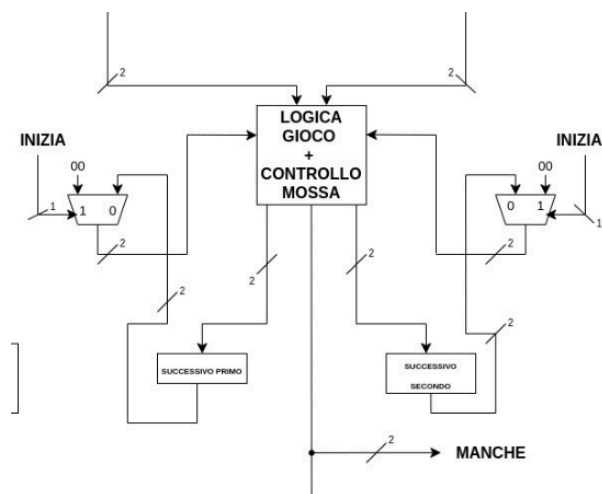 2
2
LOGICA
GIOCO
+
CONTROLLO
MOSSA
INIZIA
INIZIA
00
00
1
1 0
0 1
1
2
2
2
2
2
2
SUCCESSIVO PRIMO
SUCCESSIVO
SECONDO
2
MANCHE